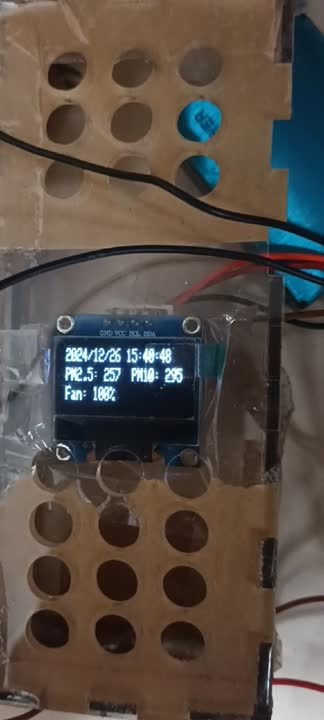 GND VCC SCL SDA
2024/12/26 15:40:48
PM2.5: 257 PM10: 295
Fan: 100%